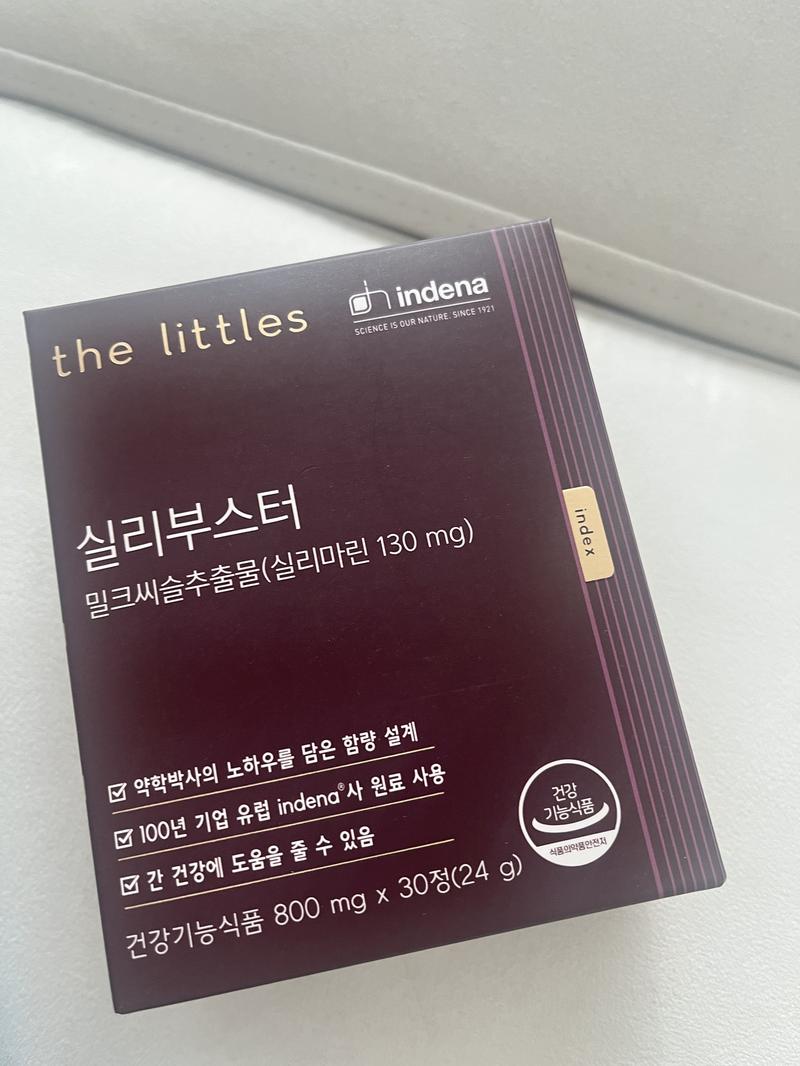 the littles
indena
SCIENCE IS OUR NATURE. SINCE 1921
실리부스터
밀크씨슬추출물(실리마린 130 mg)
index
☑ 약학박사의 노하우를 담은 함량 설계
☑ 100년 기업 유럽 indena®사 원료 사용
☑ 간 건강에 도움을 줄 수 있음
건강기능식품 800 mg x 30정(24 g)
건강
기능식품
식품의약품안전처